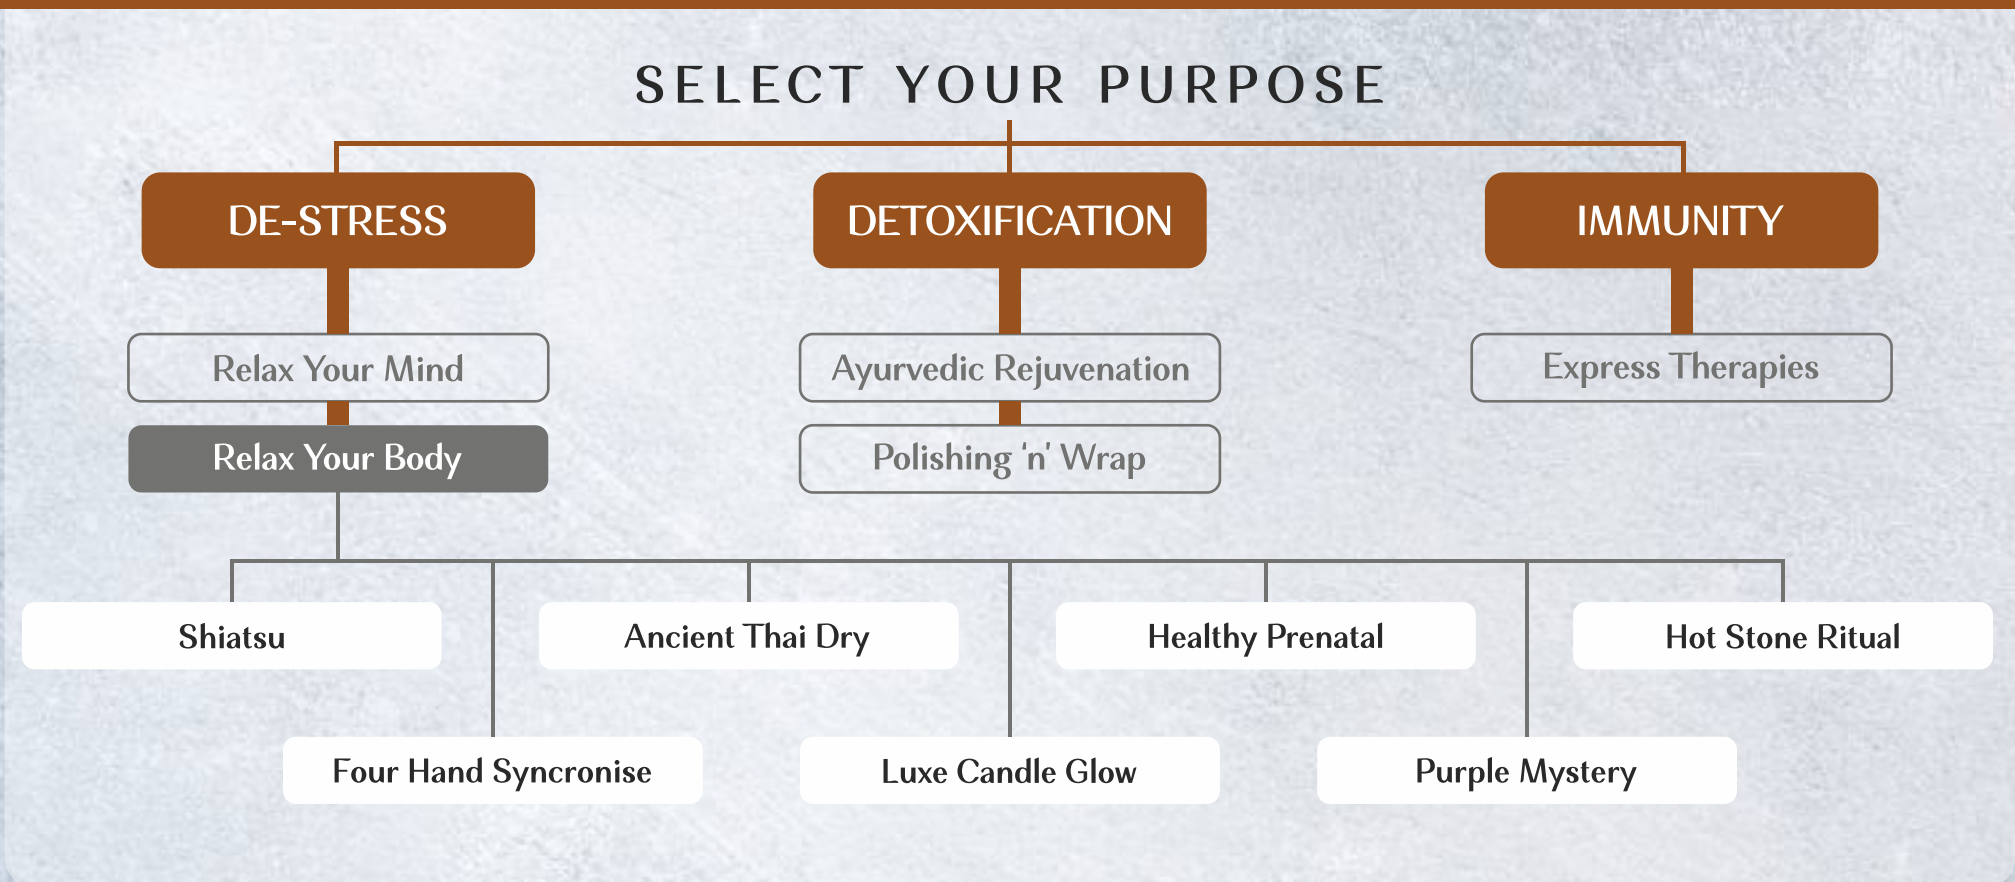 SELECT YOUR PURPOSE
DE-STRESS
DETOXIFICATION
IMMUNITY
Relax Your Mind
Ayurvedic Rejuvenation
Express Therapies
Relax Your Body
Polishing ‘n’ Wrap
Shiatsu
Ancient Thai Dry
Healthy Prenatal
Hot Stone Ritual
Four Hand Syncronise
Luxe Candle Glow
Purple Mystery